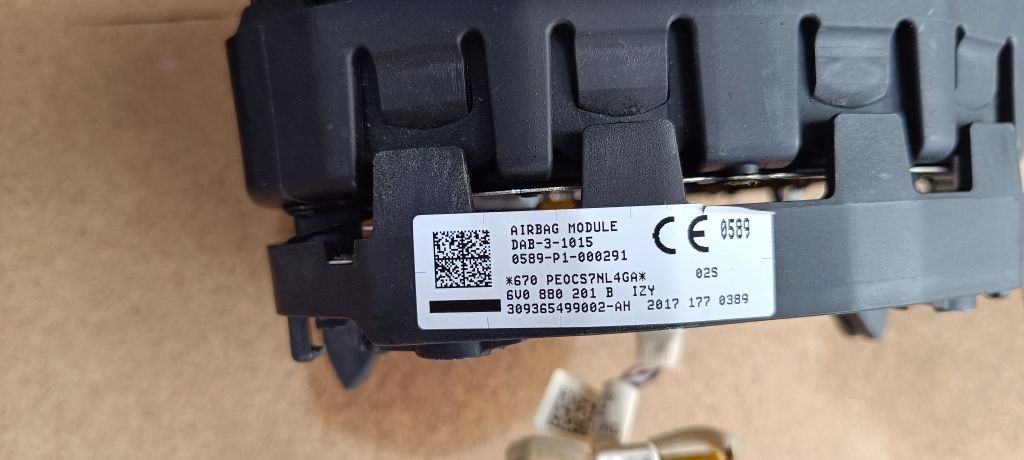 AIRBAG MODULE
DAB-3-1015
0589-P1-000291
CE 0589
*670 PEOCS7NL4GA* 02S
6V0 880 201 B IZY
309365499002-AH 2017 177 0389